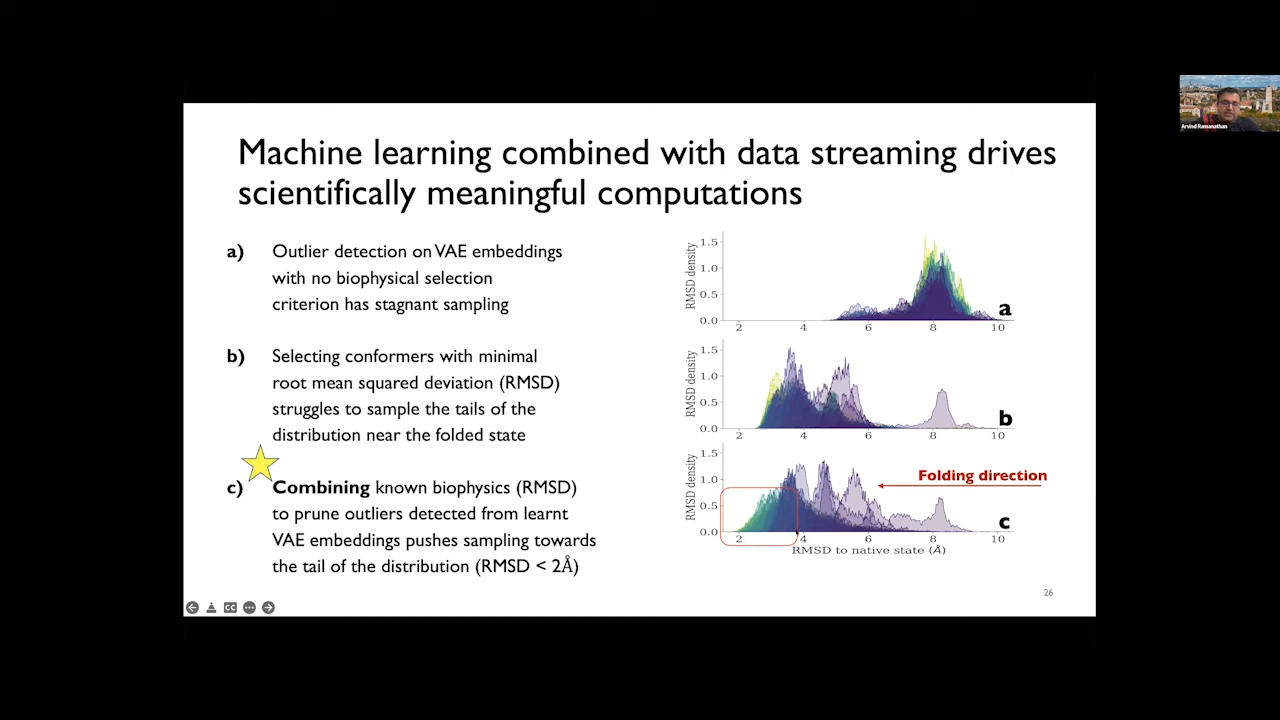 Machine learning combined with data streaming drives
scientifically meaningful computations
a) Outlier detection on VAE embeddings
with no biophysical selection
criterion has stagnant sampling
b) Selecting conformers with minimal
root mean squared deviation (RMSD)
struggles to sample the tails of the
distribution near the folded state
c) Combining known biophysics (RMSD)
to prune outliers detected from learnt
VAE embeddings pushes sampling towards
the tail of the distribution (RMSD < 2Å)
RMSD density
1.5
1.0
0.5
0.0
2 4 6 8 10
a
RMSD density
1.5
1.0
0.5
0.0
2 4 6 8 10
b
RMSD density
1.5
1.0
0.5
0.0
2 4 6 8 10
Folding direction
c
RMSD to native state (Å)
26
CC
Arvind Ramanathan